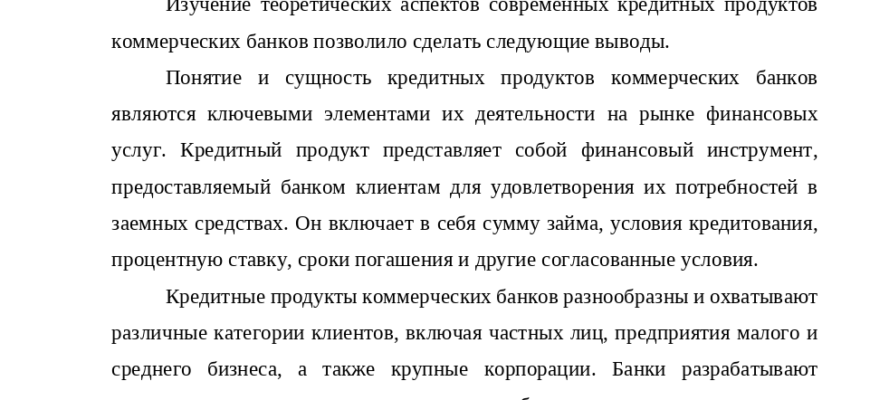 Изучение теоретических аспектов современных кредитных продуктов
коммерческих банков позволило сделать следующие выводы.
Понятие и сущность кредитных продуктов коммерческих банков
являются ключевыми элементами их деятельности на рынке финансовых
услуг. Кредитный продукт представляет собой финансовый инструмент,
предоставляемый банком клиентам для удовлетворения их потребностей в
заемных средствах. Он включает в себя сумму займа, условия кредитования,
процентную ставку, сроки погашения и другие согласованные условия.
Кредитные продукты коммерческих банков разнообразны и охватывают
различные категории клиентов, включая частных лиц, предприятия малого и
среднего бизнеса, а также крупные корпорации. Банки разрабатывают